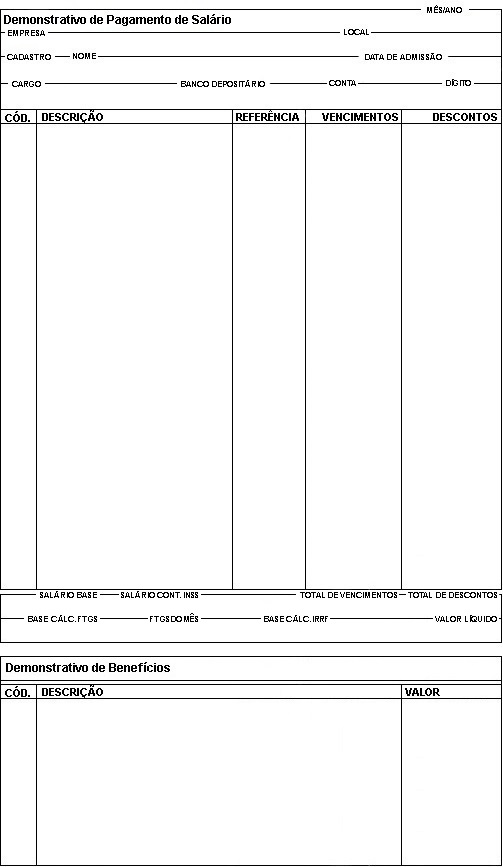 MÊS/ANO
Demonstrativo de Pagamento de Salário
EMPRESA LOCAL
CADASTRO NOME DATA DE ADMISSÃO
CARGO BANCO DEPOSITÁRIO CONTA DÍGITO
CÓD. DESCRIÇÃO REFERÊNCIA VENCIMENTOS DESCONTOS
SALÁRIO BASE SALÁRIO CONT. INSS TOTAL DE VENCIMENTOS TOTAL DE DESCONTOS
BASE CÁLC. FTGS FTGS DO MÊS BASE CÁLC. IRRF VALOR LÍQUIDO
Demonstrativo de Benefícios
CÓD. DESCRIÇÃO VALOR